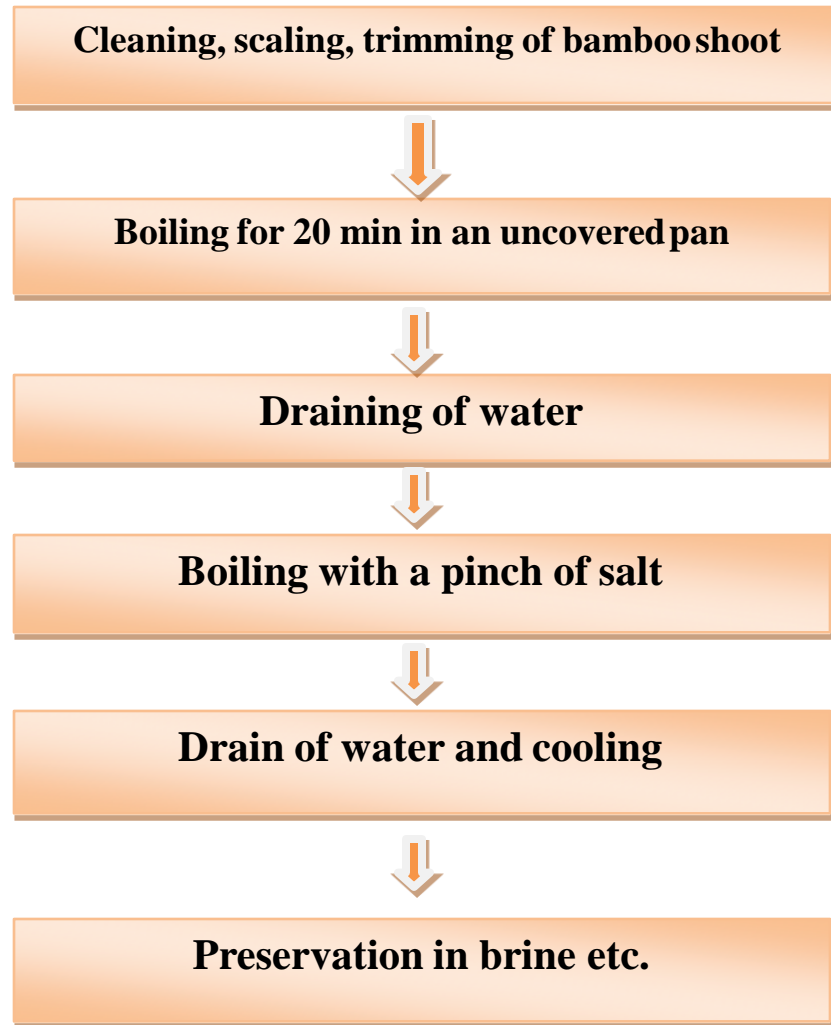 Cleaning, scaling, trimming of bamboo shoot
Boiling for 20 min in an uncovered pan
Draining of water
Boiling with a pinch of salt
Drain of water and cooling
Preservation in brine etc.